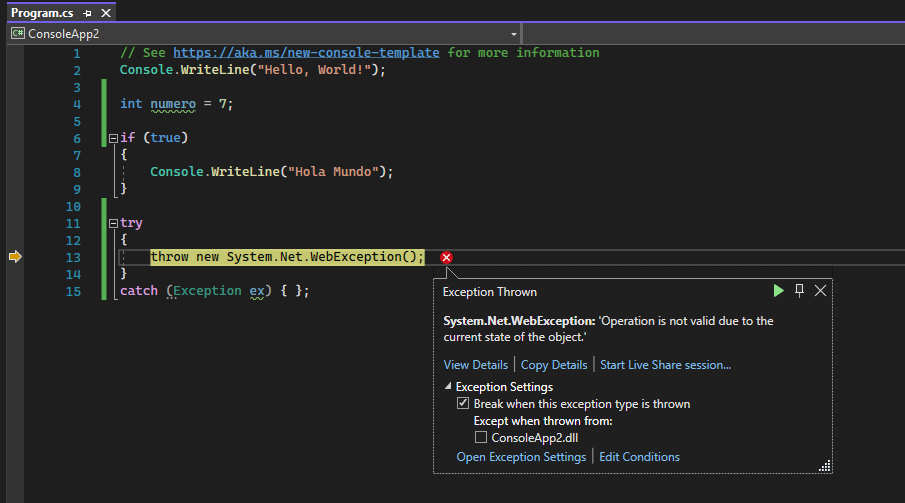 Program.cs
C# ConsoleApp2
1 // See https://aka.ms/new-console-template for more information
2 Console.WriteLine("Hello, World!");
3
4 int numero = 7;
5
6 if (true)
7 {
8 Console.WriteLine("Hola Mundo");
9 }
10
11 try
12 {
13 throw new System.Net.WebException();
14 }
15 catch (Exception ex) { };
Exception Thrown
System.Net.WebException: 'Operation is not valid due to the
current state of the object.'
View Details | Copy Details | Start Live Share session...
Exception Settings
Break when this exception type is thrown
Except when thrown from:
ConsoleApp2.dll
Open Exception Settings | Edit Conditions